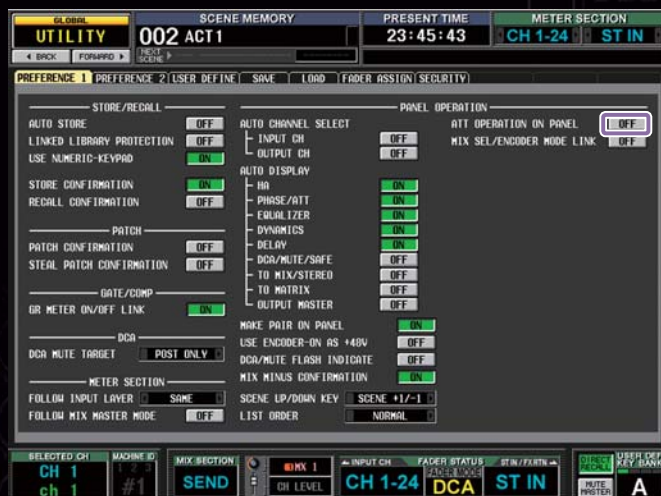 GLOBAL
UTILITY
BACK
FORWARD
SCENE MEMORY
002 ACT1
NEXT SCENE
PRESENT TIME
23:45:43
METER SECTION
CH 1-24
ST IN
PREFERENCE 1
PREFERENCE 2
USER DEFINE
SAVE
LOAD
FADER ASSIGN
SECURITY
STORE/RECALL
AUTO STORE OFF
LINKED LIBRARY PROTECTION OFF
USE NUMERIC-KEYPAD ON
STORE CONFIRMATION ON
RECALL CONFIRMATION OFF
PATCH
PATCH CONFIRMATION OFF
STEAL PATCH CONFIRMATION OFF
GATE/COMP
GR METER ON/OFF LINK ON
DCA
DCA MUTE TARGET POST ONLY
METER SECTION
FOLLOW INPUT LAYER SAME
FOLLOW MIX MASTER MODE OFF
PANEL OPERATION
AUTO CHANNEL SELECT
INPUT CH OFF
OUTPUT CH OFF
AUTO DISPLAY
HA ON
PHASE/ATT ON
EQUALIZER ON
DYNAMICS ON
DELAY ON
DCA/MUTE/SAFE OFF
TO MIX/STEREO OFF
TO MATRIX OFF
OUTPUT MASTER OFF
MAKE PAIR ON PANEL ON
USE ENCODER-ON AS +48V OFF
DCA/MUTE FLASH INDICATE OFF
MIX MINUS CONFIRMATION ON
SCENE UP/DOWN KEY SCENE +1/-1
LIST ORDER NORMAL
ATT OPERATION ON PANEL OFF
MIX SEL/ENCODER MODE LINK OFF
SELECTED CH
CH 1
ch 1
MACHINE ID
1 2 3
#1
MIX SECTION
SEND
MIX 1
CH LEVEL
INPUT CH
CH 1-24
FADER STATUS
FADER MODE
DCA
ST IN/FXRTN
ST IN
DIRECT RECALL
MUTE MASTER
USER DEF
KEY BANK
A